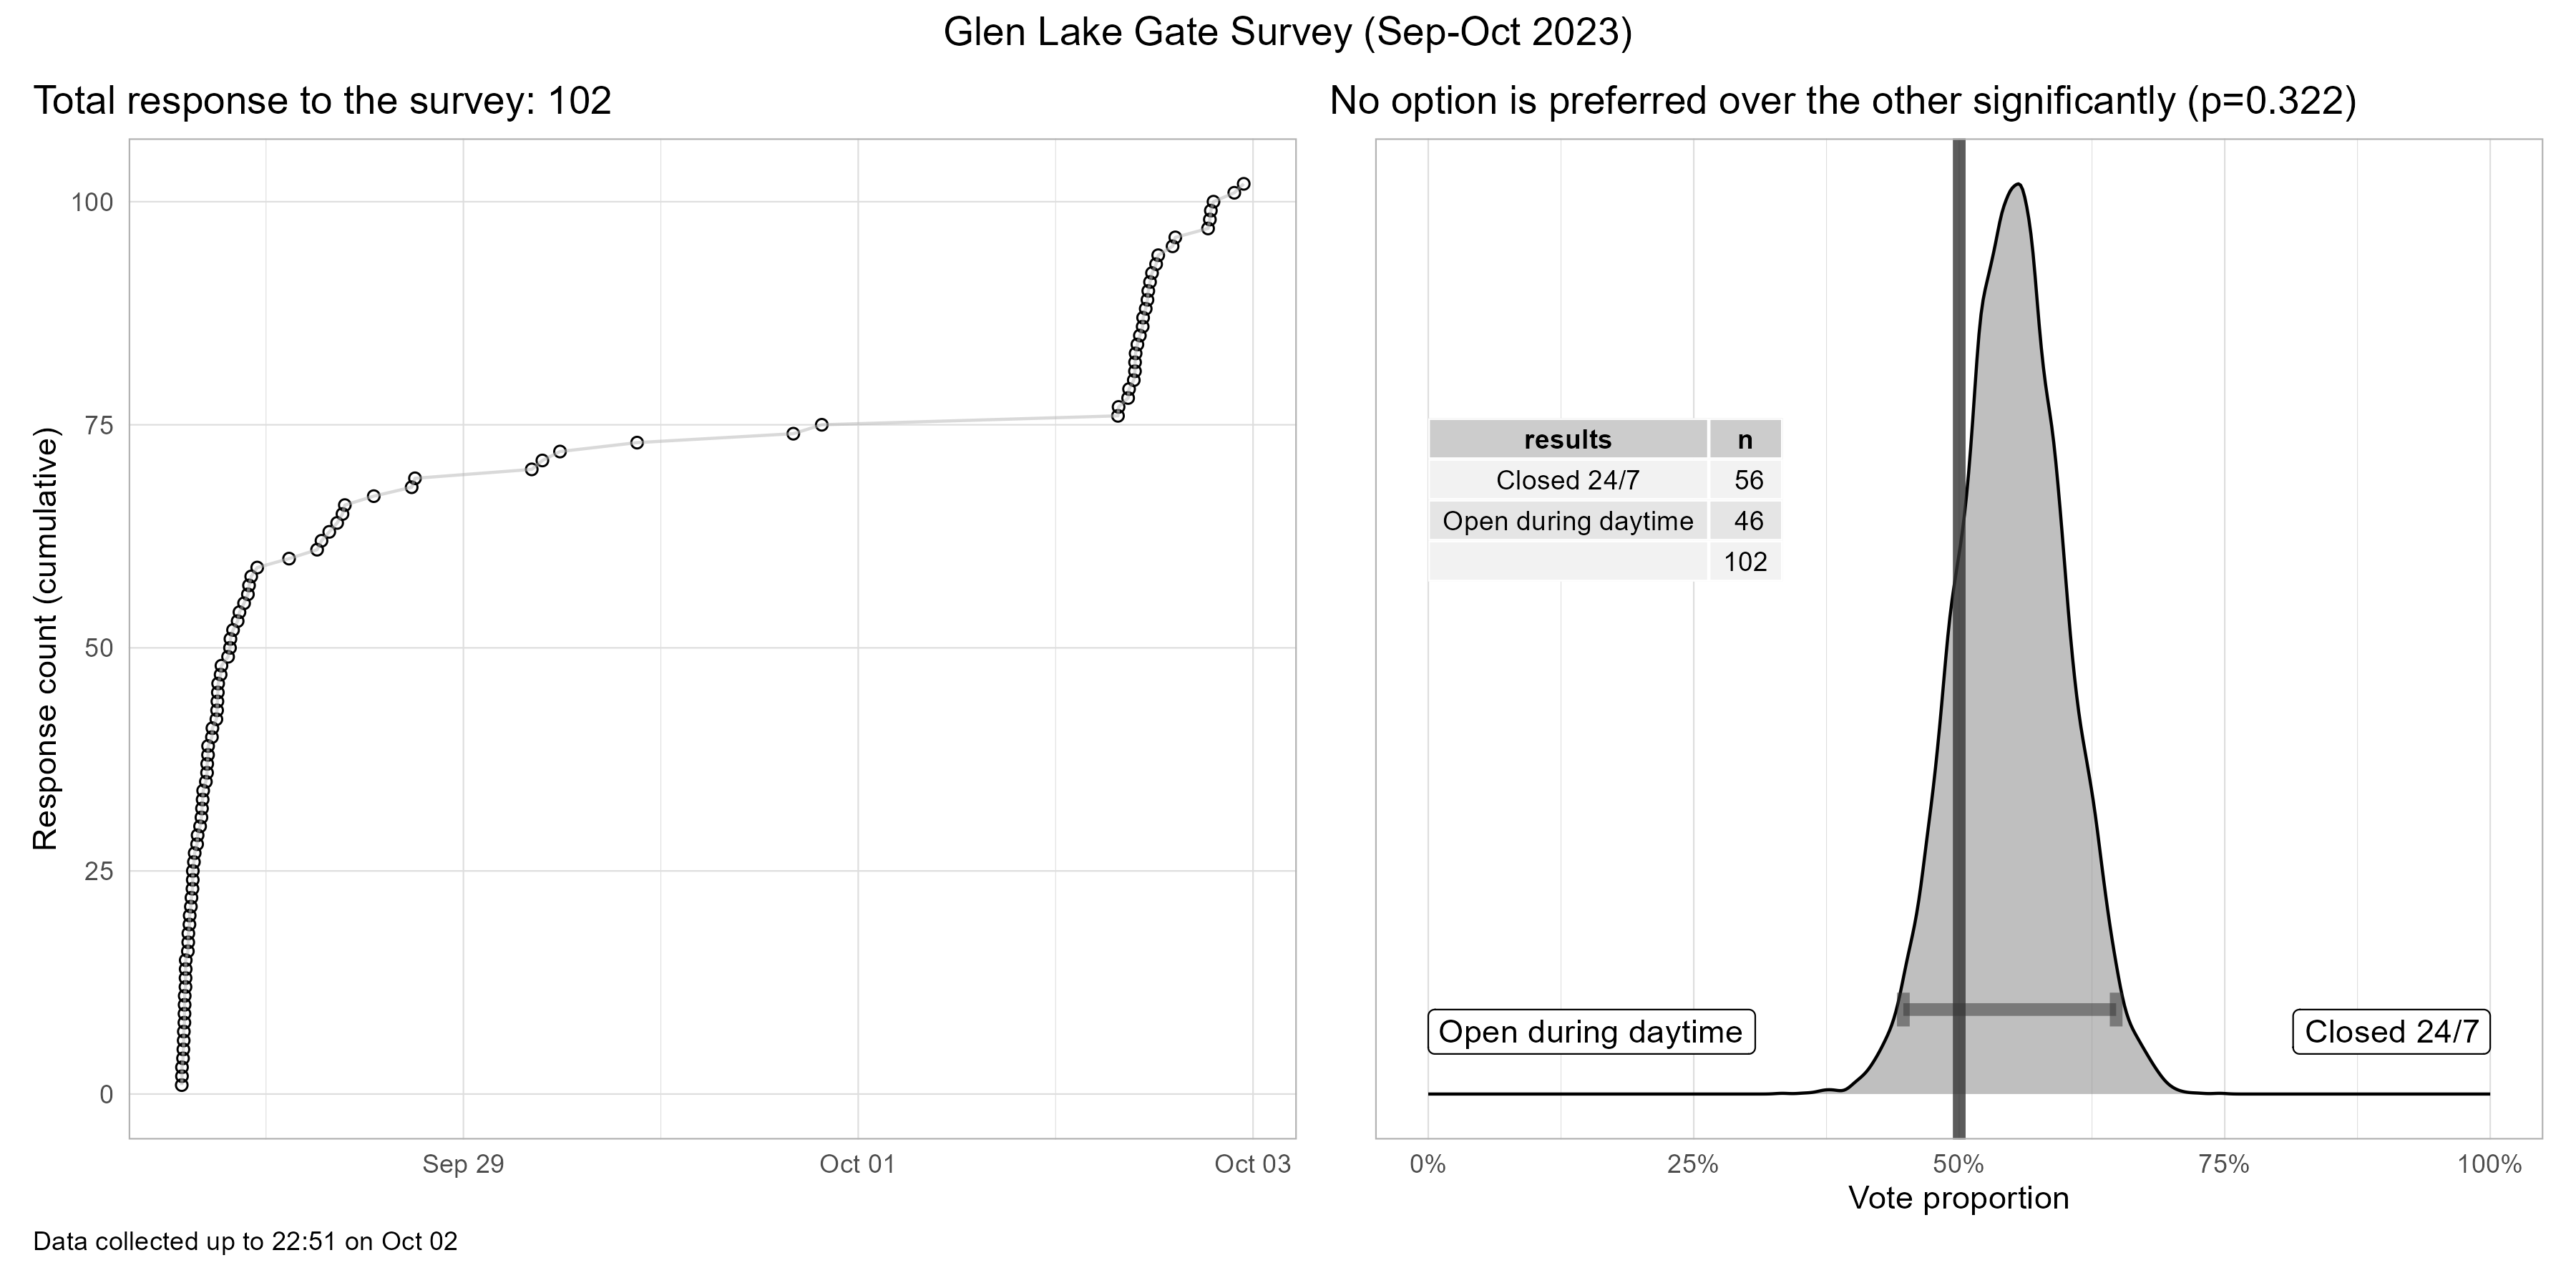 Glen Lake Gate Survey (Sep-Oct 2023)
Total response to the survey: 102
Response count (cumulative)
100
75
50
25
0
Sep 29
Oct 01
Oct 03
Data collected up to 22:51 on Oct 02
No option is preferred over the other significantly (p=0.322)
results n
Closed 24/7 56
Open during daytime 46
102
Open during daytime
Closed 24/7
0%
25%
50%
75%
100%
Vote proportion